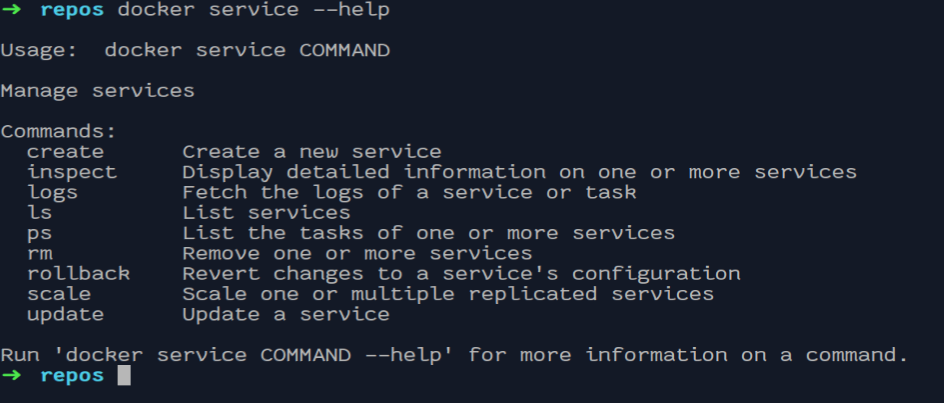 → repos docker service --help
Usage:  docker service COMMAND
Manage services
Commands:
  create      Create a new service
  inspect     Display detailed information on one or more services
  logs        Fetch the logs of a service or task
  ls          List services
  ps          List the tasks of one or more services
  rm          Remove one or more services
  rollback    Revert changes to a service's configuration
  scale       Scale one or multiple replicated services
  update      Update a service
Run 'docker service COMMAND --help' for more information on a command.
→ repos